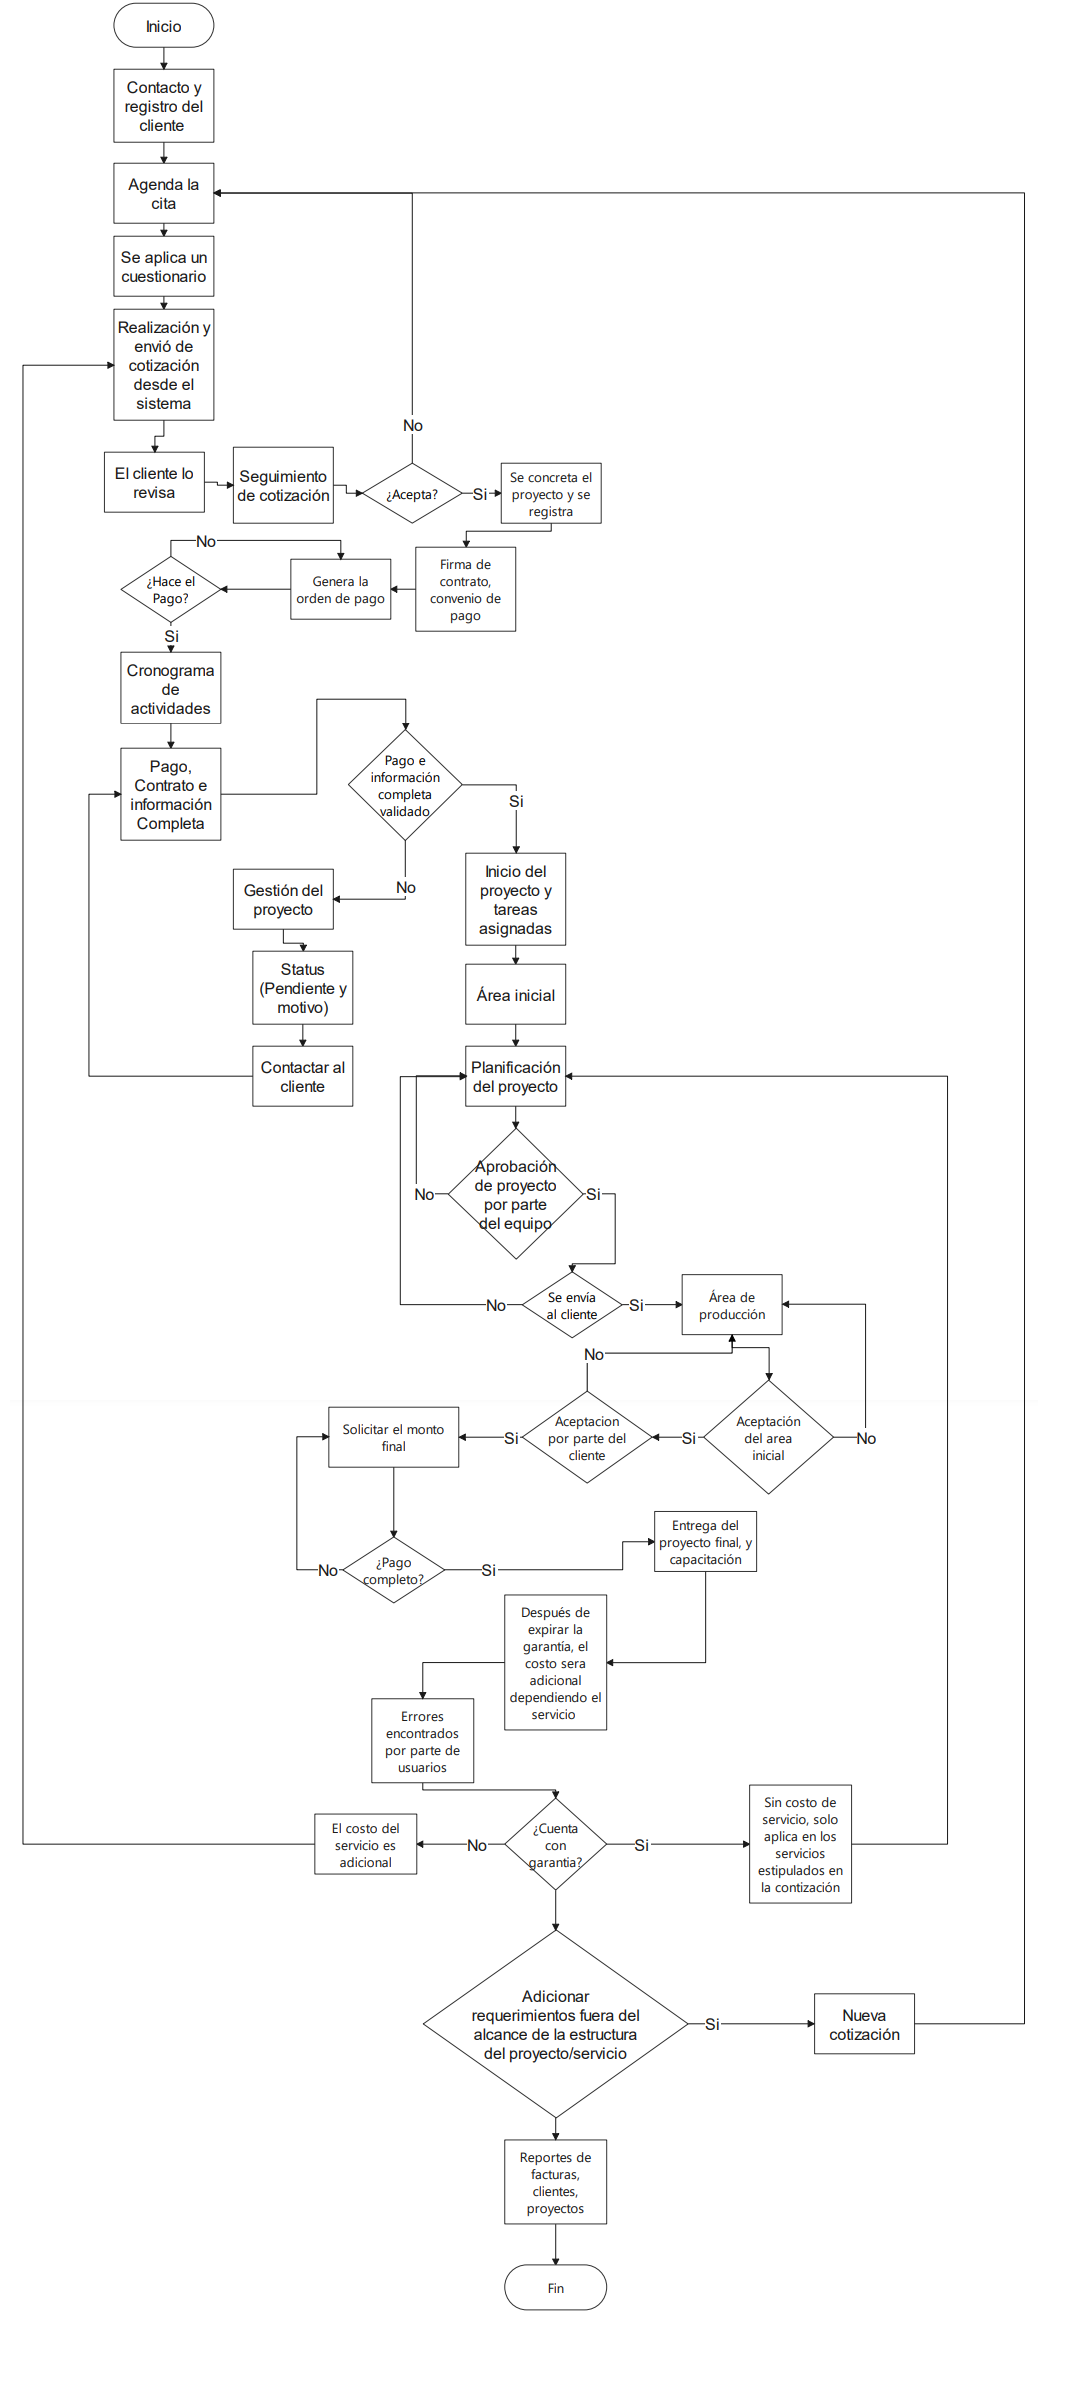 Inicio
Contacto y
registro del
cliente
Agenda la
cita
Se aplica un
cuestionario
Realización y
envió de
cotización
desde el
sistema
No
El cliente lo
revisa
Seguimiento
de cotización
¿Acepta?
Si
Se concreta el
proyecto y se
registra
No
¿Hace el
Pago?
Genera la
orden de pago
Firma de
contrato,
convenio de
pago
Si
Cronograma
de
actividades
Pago,
Contrato e
información
Completa
Pago e
información
completa
validado
Si
No
Gestión del
proyecto
Inicio del
proyecto y
tareas
asignadas
Status
(Pendiente y
motivo)
Área inicial
Contactar al
cliente
Planificación
del proyecto
Aprobación
de proyecto
por parte
del equipo
No
Si
No
Se envía
al cliente
Si
Área de
producción
No
Solicitar el monto
final
Si
Aceptacion
por parte del
cliente
Si
Aceptación
del area
inicial
No
No
¿Pago
completo?
Si
Entrega del
proyecto final, y
capacitación
Después de
expirar la
garantía, el
costo sera
adicional
dependiendo el
servicio
Errores
encontrados
por parte de
usuarios
El costo del
servicio es
adicional
No
¿Cuenta
con
garantia?
Si
Sin costo de
servicio, solo
aplica en los
servicios
estipulados en
la contización
Adicionar
requerimientos fuera del
alcance de la estructura
del proyecto/servicio
Si
Nueva
cotización
Reportes de
facturas,
clientes,
proyectos
Fin